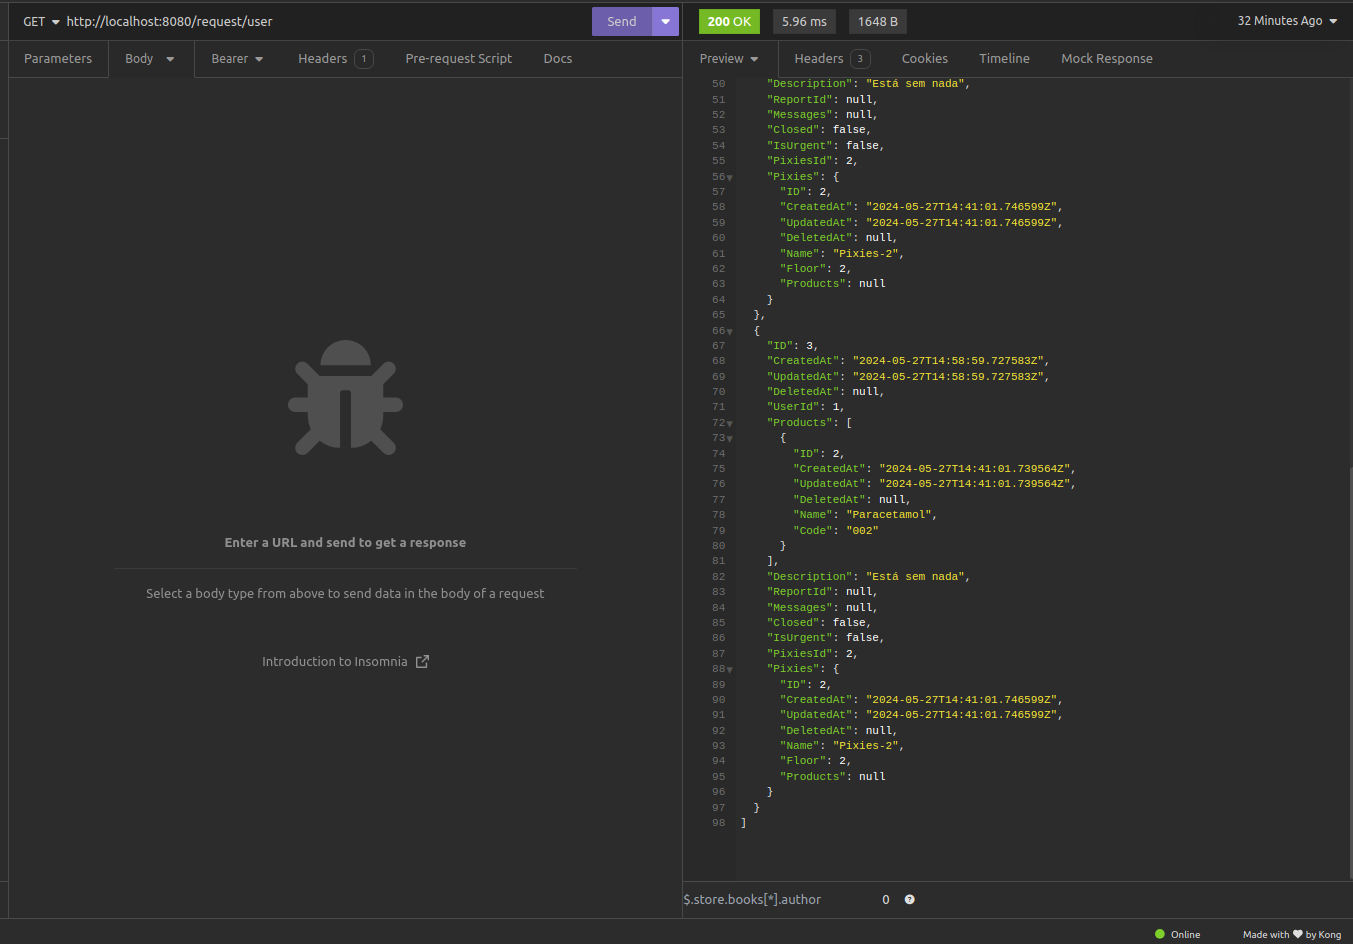 GET http://localhost:8080/request/user Send
200 OK 5.96 ms 1648 B 32 Minutes Ago
Parameters Body Bearer Headers 1 Pre-request Script Docs
Preview Headers 3 Cookies Timeline Mock Response
Enter a URL and send to get a response
Select a body type from above to send data in the body of a request
Introduction to Insomnia
50 "Description": "Está sem nada",
51 "ReportId": null,
52 "Messages": null,
53 "Closed": false,
54 "IsUrgent": false,
55 "PixiesId": 2,
56 "Pixies": {
57 "ID": 2,
58 "CreatedAt": "2024-05-27T14:41:01.746599Z",
59 "UpdatedAt": "2024-05-27T14:41:01.746599Z",
60 "DeletedAt": null,
61 "Name": "Pixies-2",
62 "Floor": 2,
63 "Products": null
64 }
65 },
66 {
67 "ID": 3,
68 "CreatedAt": "2024-05-27T14:58:59.727583Z",
69 "UpdatedAt": "2024-05-27T14:58:59.727583Z",
70 "DeletedAt": null,
71 "UserId": 1,
72 "Products": [
73 {
74 "ID": 2,
75 "CreatedAt": "2024-05-27T14:41:01.739564Z",
76 "UpdatedAt": "2024-05-27T14:41:01.739564Z",
77 "DeletedAt": null,
78 "Name": "Paracetamol",
79 "Code": "002"
80 }
81 ],
82 "Description": "Está sem nada",
83 "ReportId": null,
84 "Messages": null,
85 "Closed": false,
86 "IsUrgent": false,
87 "PixiesId": 2,
88 "Pixies": {
89 "ID": 2,
90 "CreatedAt": "2024-05-27T14:41:01.746599Z",
91 "UpdatedAt": "2024-05-27T14:41:01.746599Z",
92 "DeletedAt": null,
93 "Name": "Pixies-2",
94 "Floor": 2,
95 "Products": null
96 }
97 }
98 ]
$.store.books[*].author 0 ?
Online Made with ♥ by Kong